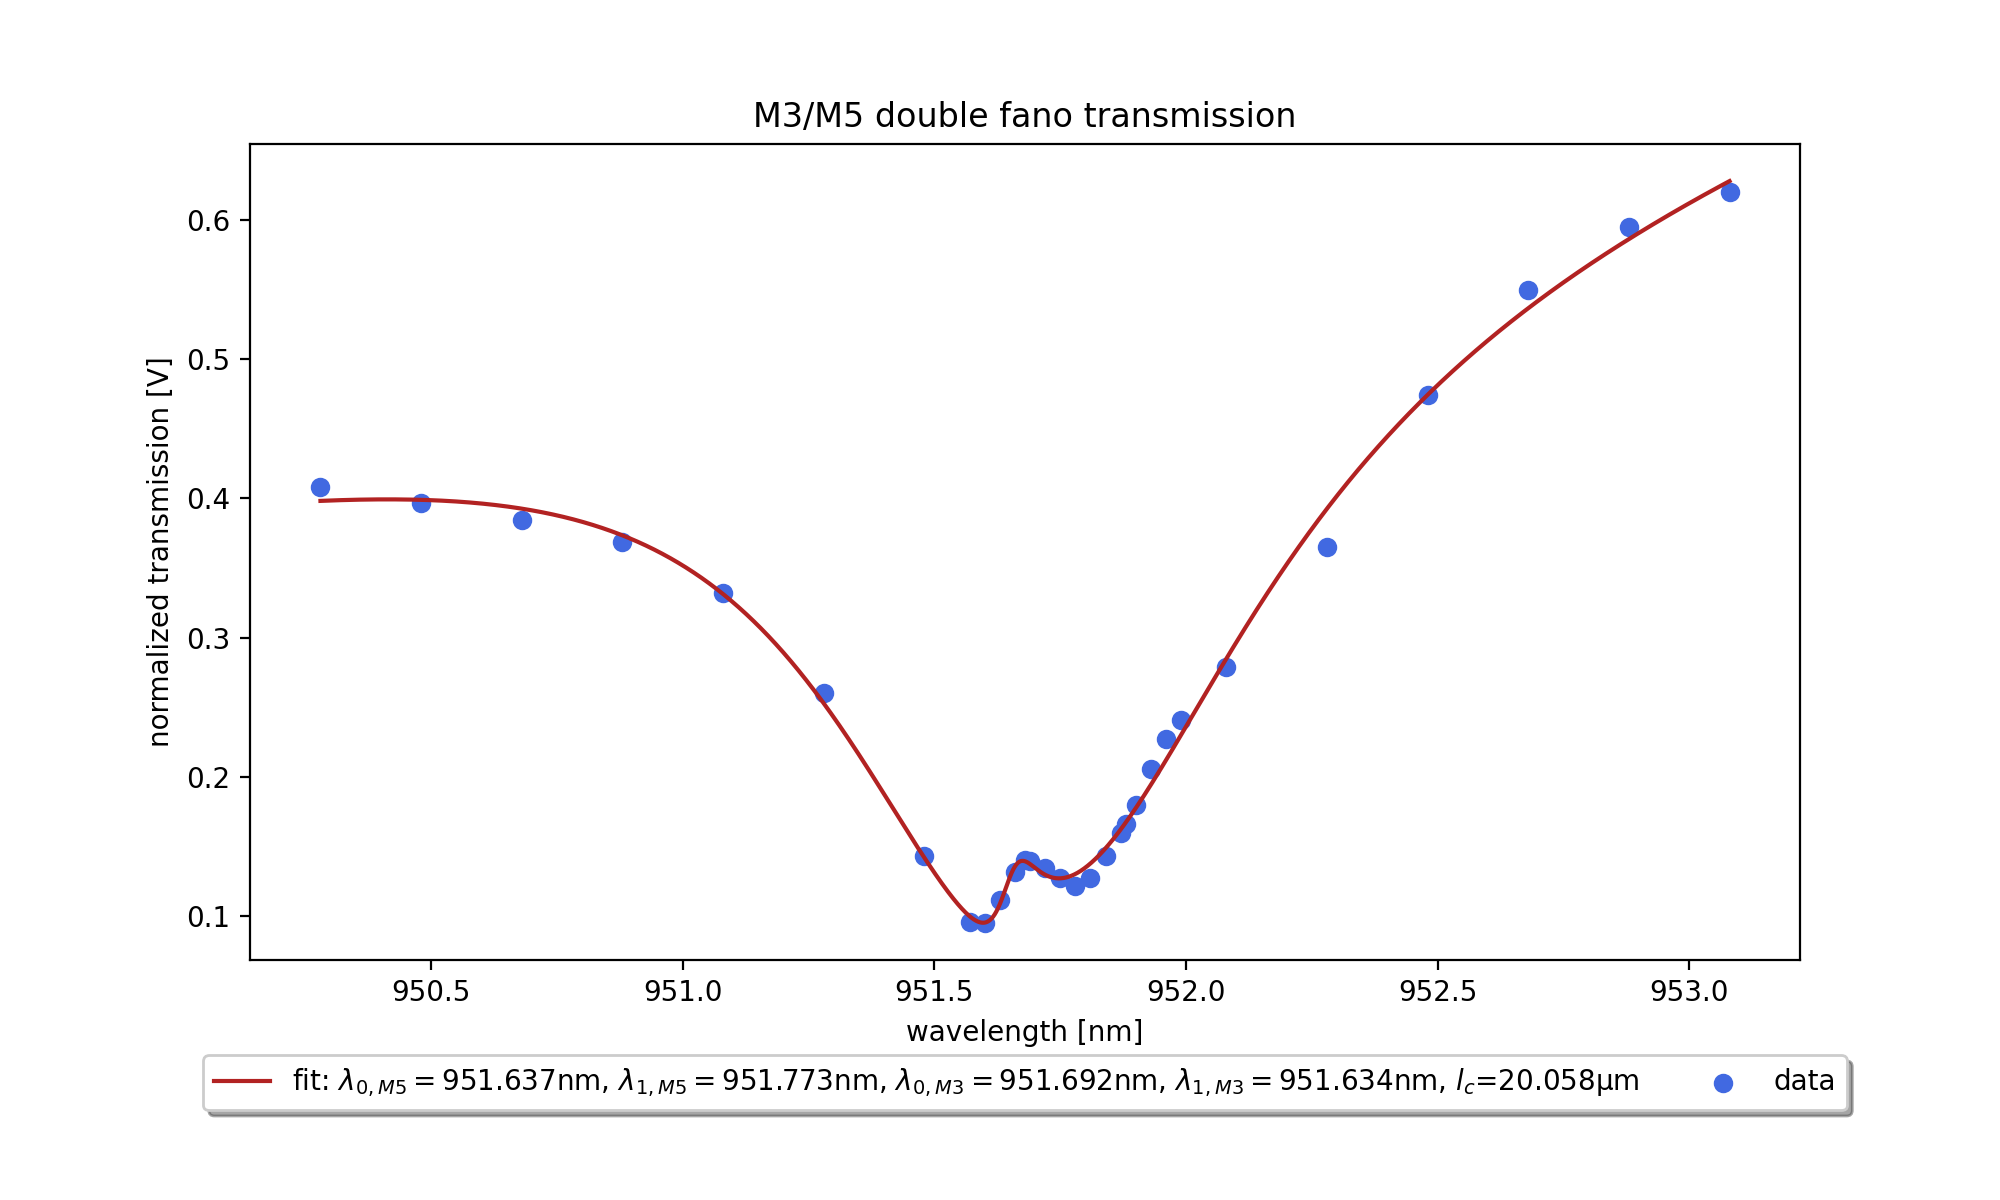 M3/M5 double fano transmission
normalized transmission [V]
0.6
0.5
0.4
0.3
0.2
0.1
950.5 951.0 951.5 952.0 952.5 953.0
wavelength [nm]
fit: λ₀,M5 = 951.637nm, λ₁,M5 = 951.773nm, λ₀,M3 = 951.692nm, λ₁,M3 = 951.634nm, l_c=20.058µm data